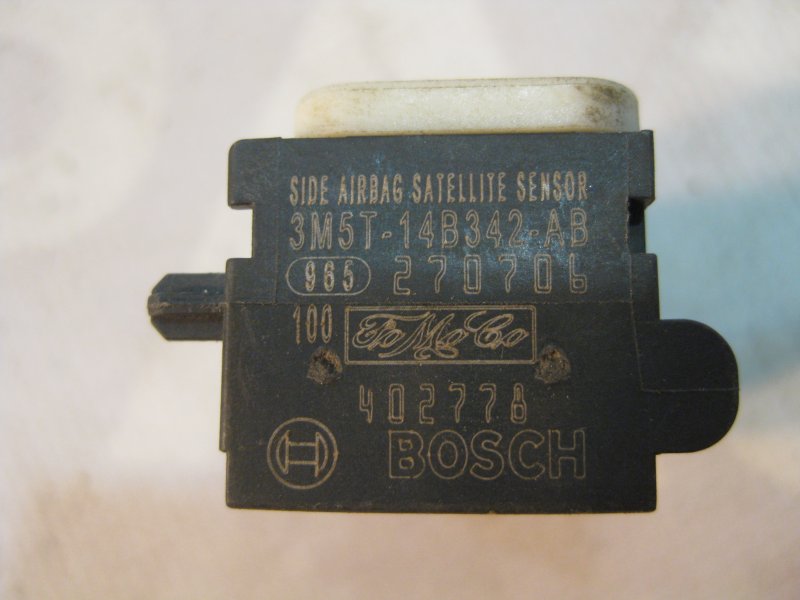 SIDE AIRBAG SATELLITE SENSOR
3M5T-14B342-AB
965 270706
100 FoMoCo
402778
BOSCH